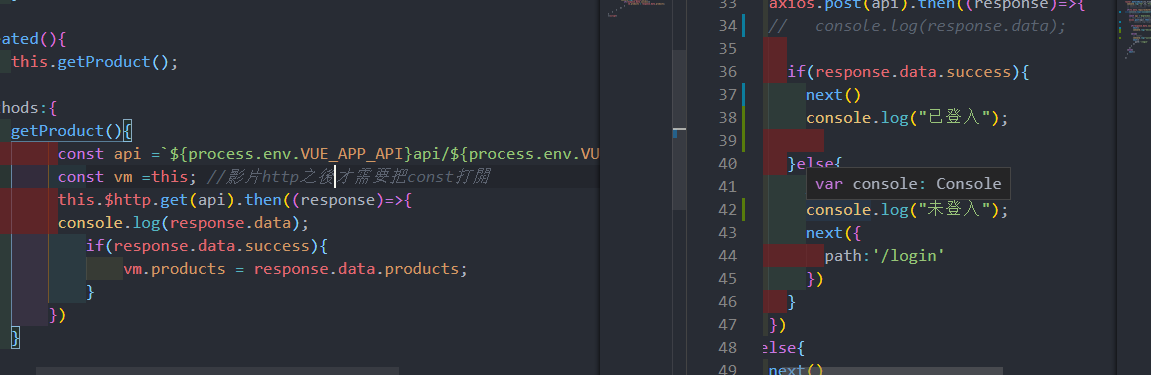 eated(){
this.getProduct();
hods:{
getProduct(){
const api =`${process.env.VUE_APP_API}api/${process.env.VU
const vm =this; //影片http之後才需要把const打開
this.$http.get(api).then((response)=>{
console.log(response.data);
if(response.data.success){
vm.products = response.data.products;
}
})
}
33 axios.post(api).then((response)=>{
34 // console.log(response.data);
35
36 if(response.data.success){
37 next()
38 console.log("已登入");
39
40 }else{
41 var console: Console
42 console.log("未登入");
43 next({
44 path:'/login'
45 })
46 }
47 })
48 else{
49 next()